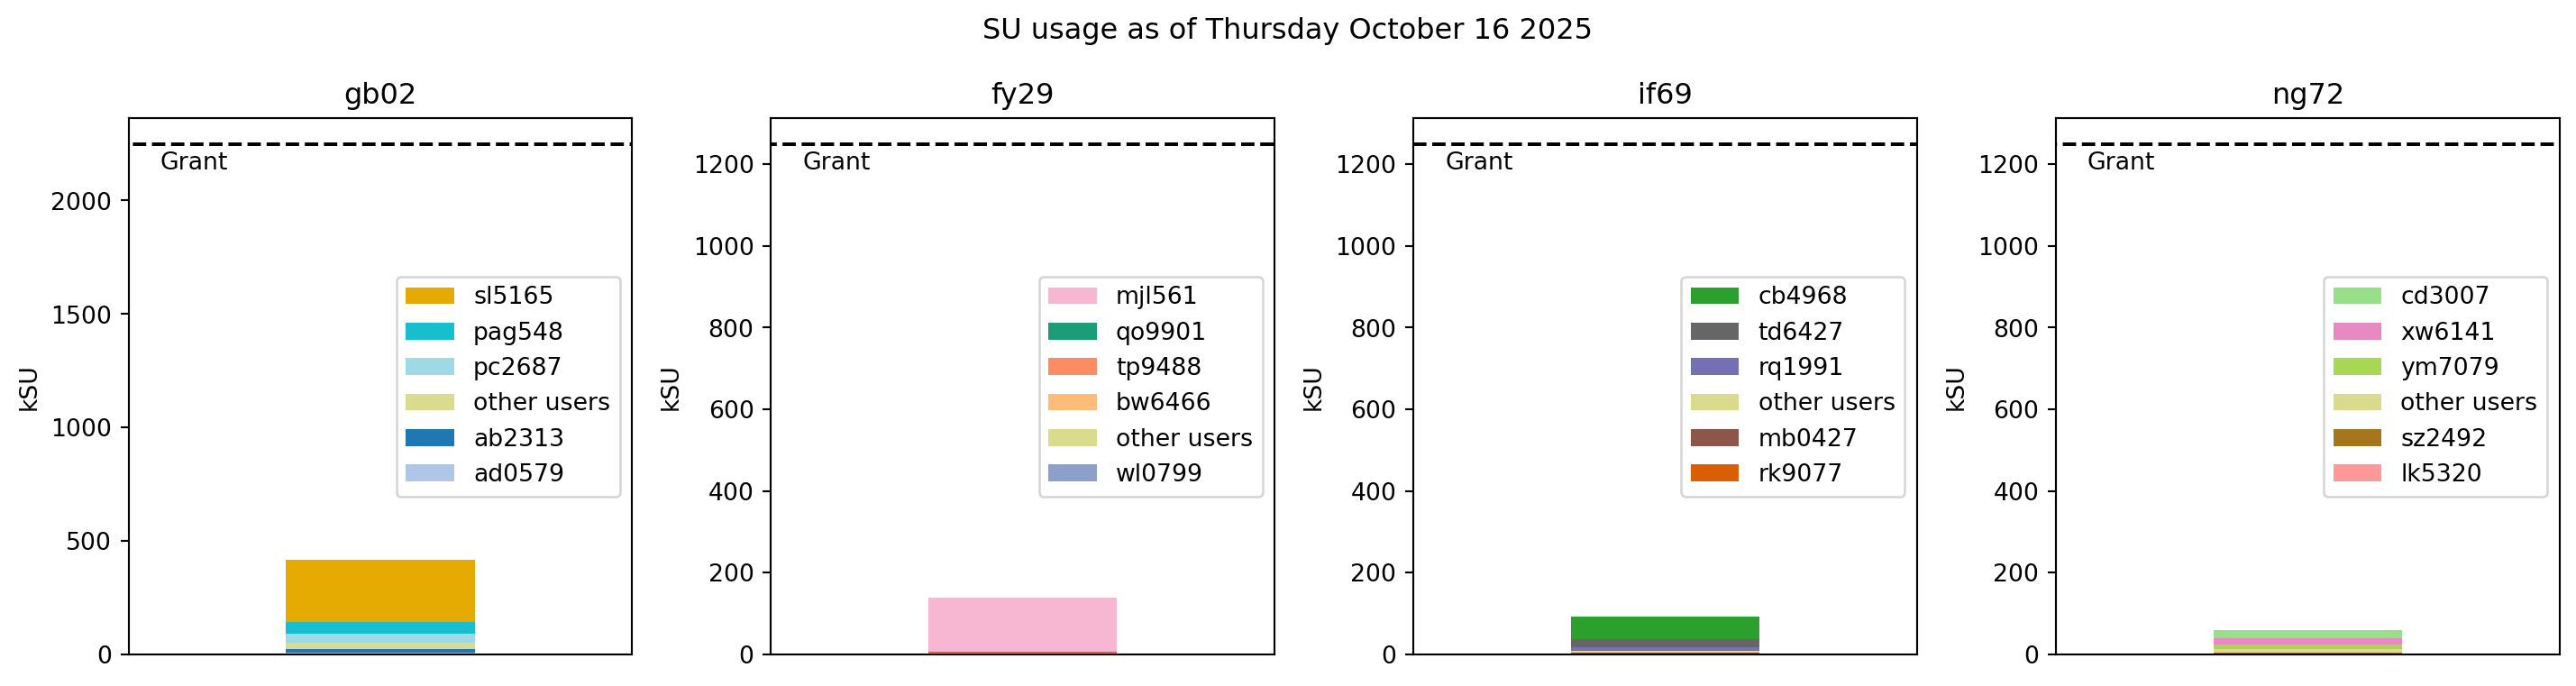 SU usage as of Thursday October 16 2025
gb02
Grant
2000
1500
1000
500
0
kSU
sl5165
pag548
pc2687
other users
ab2313
ad0579
fy29
Grant
1200
1000
800
600
400
200
0
kSU
mjl561
qo9901
tp9488
bw6466
other users
wl0799
if69
Grant
1200
1000
800
600
400
200
0
kSU
cb4968
td6427
rq1991
other users
mb0427
rk9077
ng72
Grant
1200
1000
800
600
400
200
0
kSU
cd3007
xw6141
ym7079
other users
sz2492
lk5320